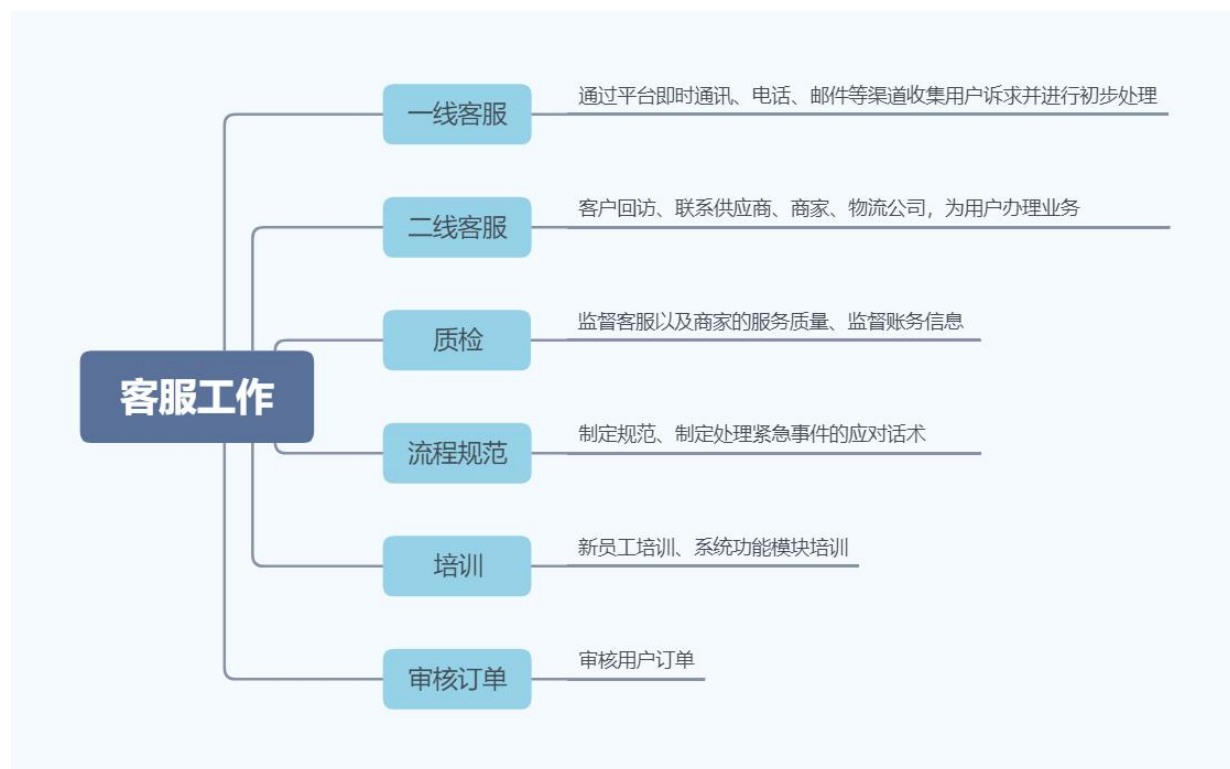 一线客服
通过平台即时通讯、电话、邮件等渠道收集用户诉求并进行初步处理
二线客服
客户回访、联系供应商、商家、物流公司，为用户办理业务
质检
监督客服以及商家的服务质量、监督账务信息
客服工作
流程规范
制定规范、制定处理紧急事件的应对话术
培训
新员工培训、系统功能模块培训
审核订单
审核用户订单